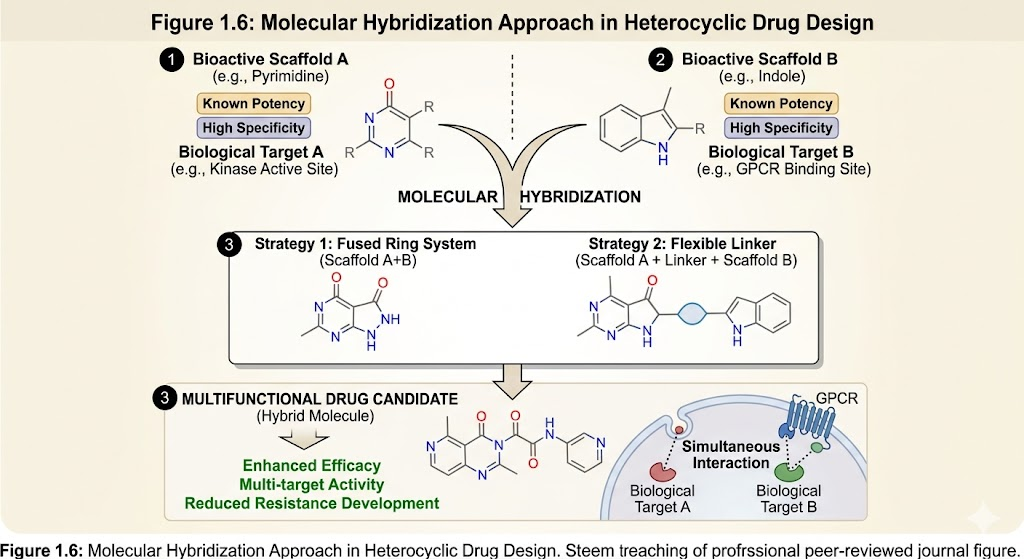 Figure 1.6: Molecular Hybridization Approach in Heterocyclic Drug Design
1 Bioactive Scaffold A
(e.g., Pyrimidine)
Known Potency
High Specificity
Biological Target A
(e.g., Kinase Active Site)
O
N
R
R
N
R
2 Bioactive Scaffold B
(e.g., Indole)
Known Potency
High Specificity
Biological Target B
(e.g., GPCR Binding Site)
R
N
H
MOLECULAR HYBRIDIZATION
3 Strategy 1: Fused Ring System
(Scaffold A+B)
O
O
N
NH
N
N
H
Strategy 2: Flexible Linker
(Scaffold A + Linker + Scaffold B)
O
N
N
N
H
N
H
3 MULTIFUNCTIONAL DRUG CANDIDATE
(Hybrid Molecule)
Enhanced Efficacy
Multi-target Activity
Reduced Resistance Development
O
O
H
N
N
N
N
N
O
GPCR
Simultaneous
Interaction
Biological
Target A
Biological
Target B
Figure 1.6: Molecular Hybridization Approach in Heterocyclic Drug Design. Steem treaching of profrssional peer-reviewed journal figure.